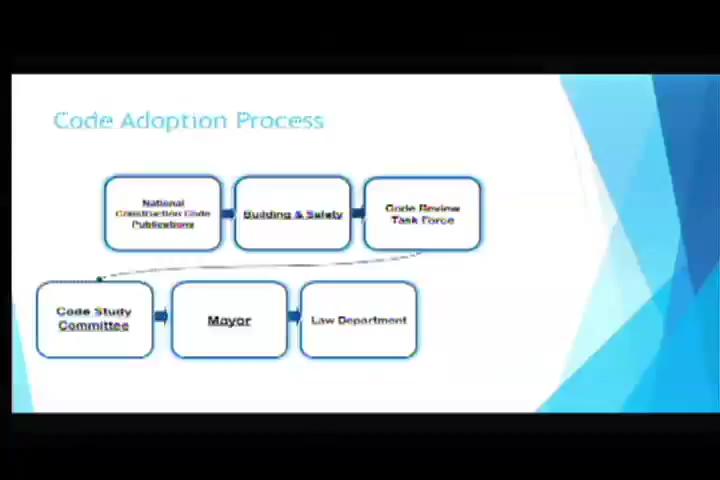 Code Adoption Process
National
Construction Code
Publications
Building & Safety
Code Review
Task Force
Code Study
Committee
Mayor
Law Department